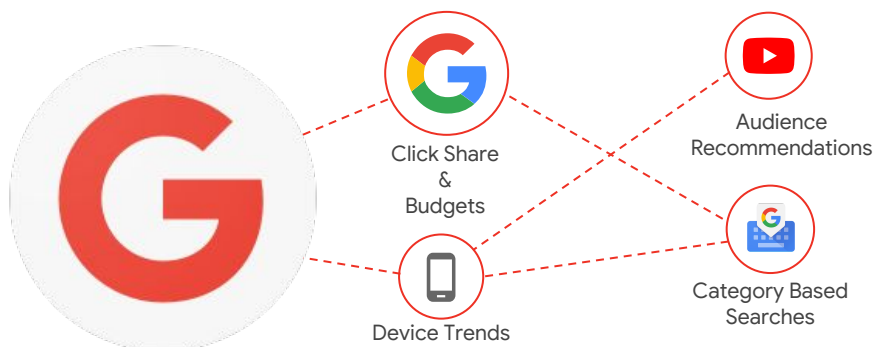 Click Share
&
Budgets
Device Trends
Audience
Recommendations
Category Based
Searches